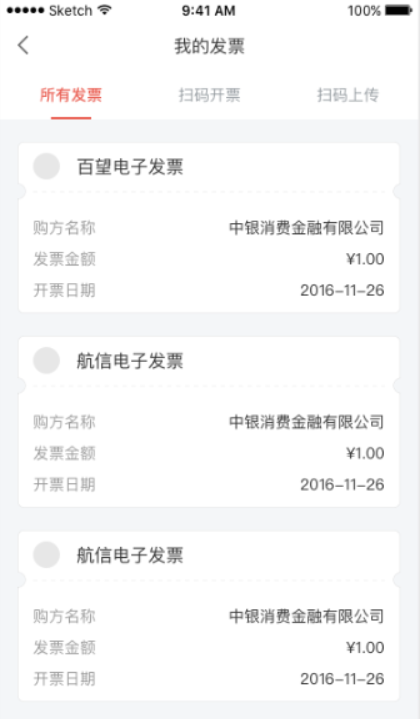 Sketch 9:41 AM 100%
我的发票
所有发票 扫码开票 扫码上传
百望电子发票
购方名称 中银消费金融有限公司
发票金额 ¥1.00
开票日期 2016-11-26
航信电子发票
购方名称 中银消费金融有限公司
发票金额 ¥1.00
开票日期 2016-11-26
航信电子发票
购方名称 中银消费金融有限公司
发票金额 ¥1.00
开票日期 2016-11-26